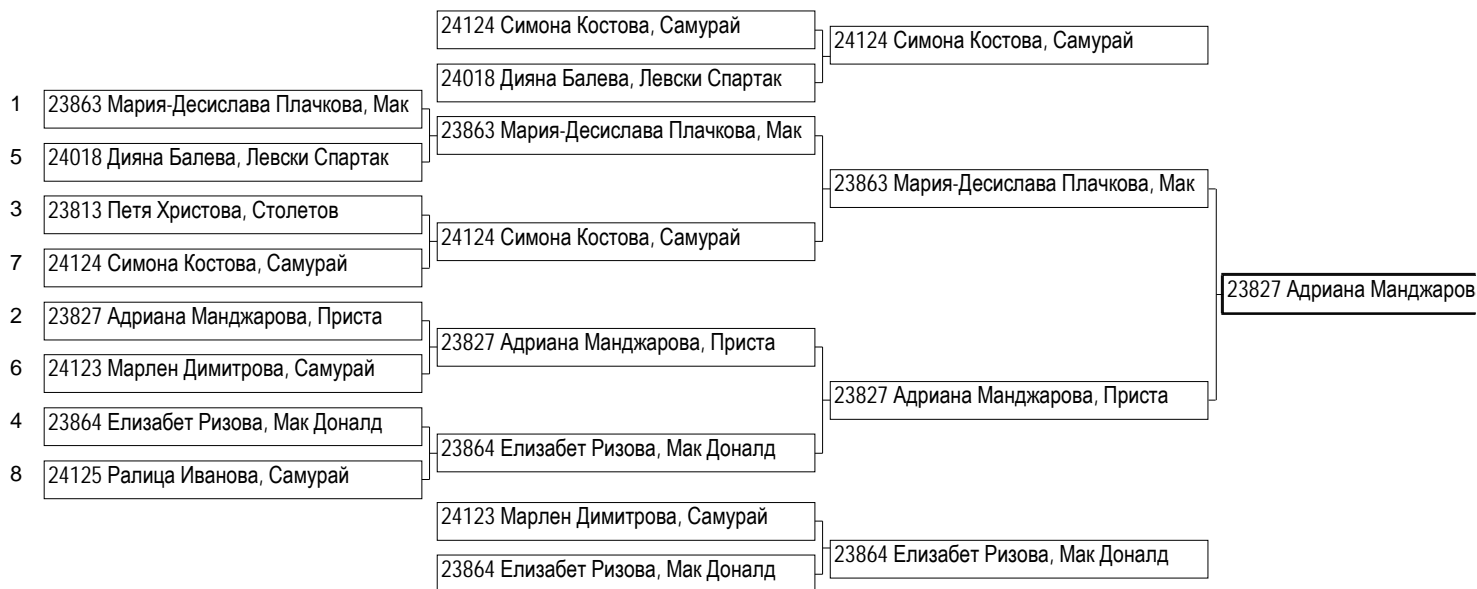 24124 Симона Костова, Самурай
24124 Симона Костова, Самурай
24018 Дияна Балева, Левски Спартак
1 23863 Мария-Десислава Плачкова, Мак
23863 Мария-Десислава Плачкова, Мак
5 24018 Дияна Балева, Левски Спартак
23863 Мария-Десислава Плачкова, Мак
3 23813 Петя Христова, Столетов
24124 Симона Костова, Самурай
7 24124 Симона Костова, Самурай
23827 Адриана Манджаров
2 23827 Адриана Манджарова, Приста
23827 Адриана Манджарова, Приста
6 24123 Марлен Димитрова, Самурай
23827 Адриана Манджарова, Приста
4 23864 Елизабет Ризова, Мак Доналд
23864 Елизабет Ризова, Мак Доналд
8 24125 Ралица Иванова, Самурай
24123 Марлен Димитрова, Самурай
23864 Елизабет Ризова, Мак Доналд
23864 Елизабет Ризова, Мак Доналд